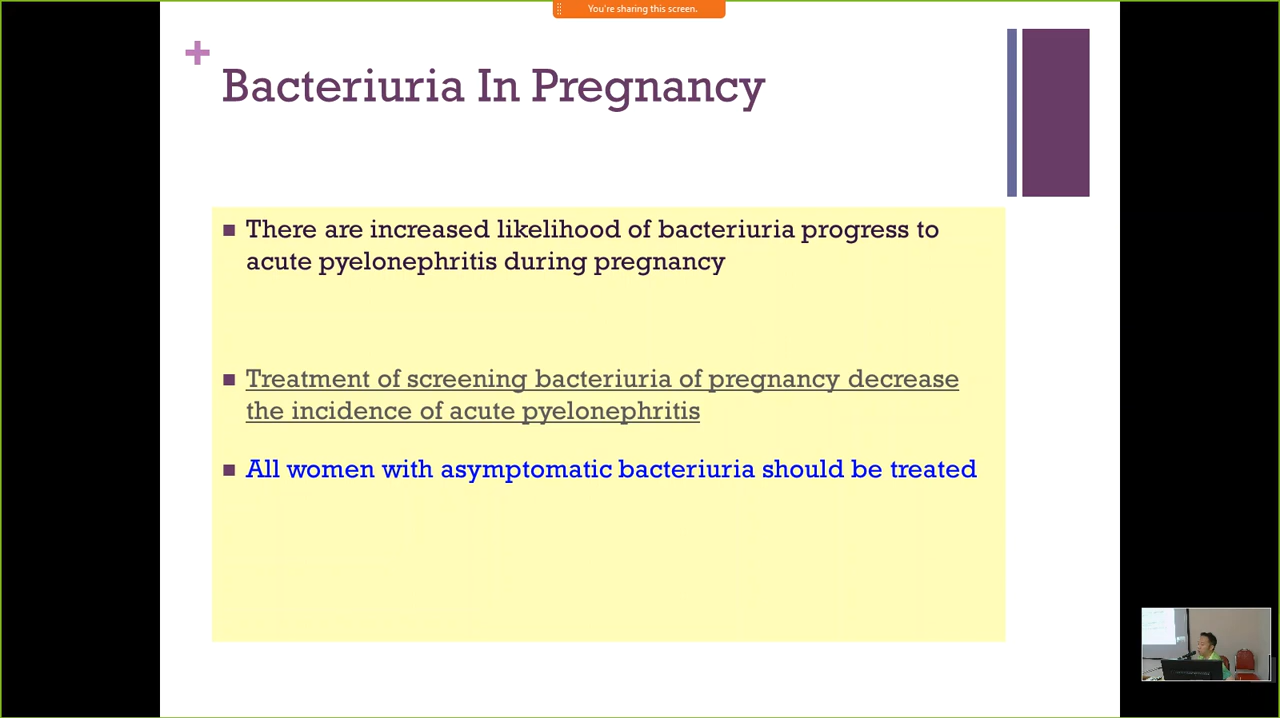 You're sharing this screen.
+
Bacteriuria In Pregnancy
■ There are increased likelihood of bacteriuria progress to
acute pyelonephritis during pregnancy
■ Treatment of screening bacteriuria of pregnancy decrease
the incidence of acute pyelonephritis
■ All women with asymptomatic bacteriuria should be treated